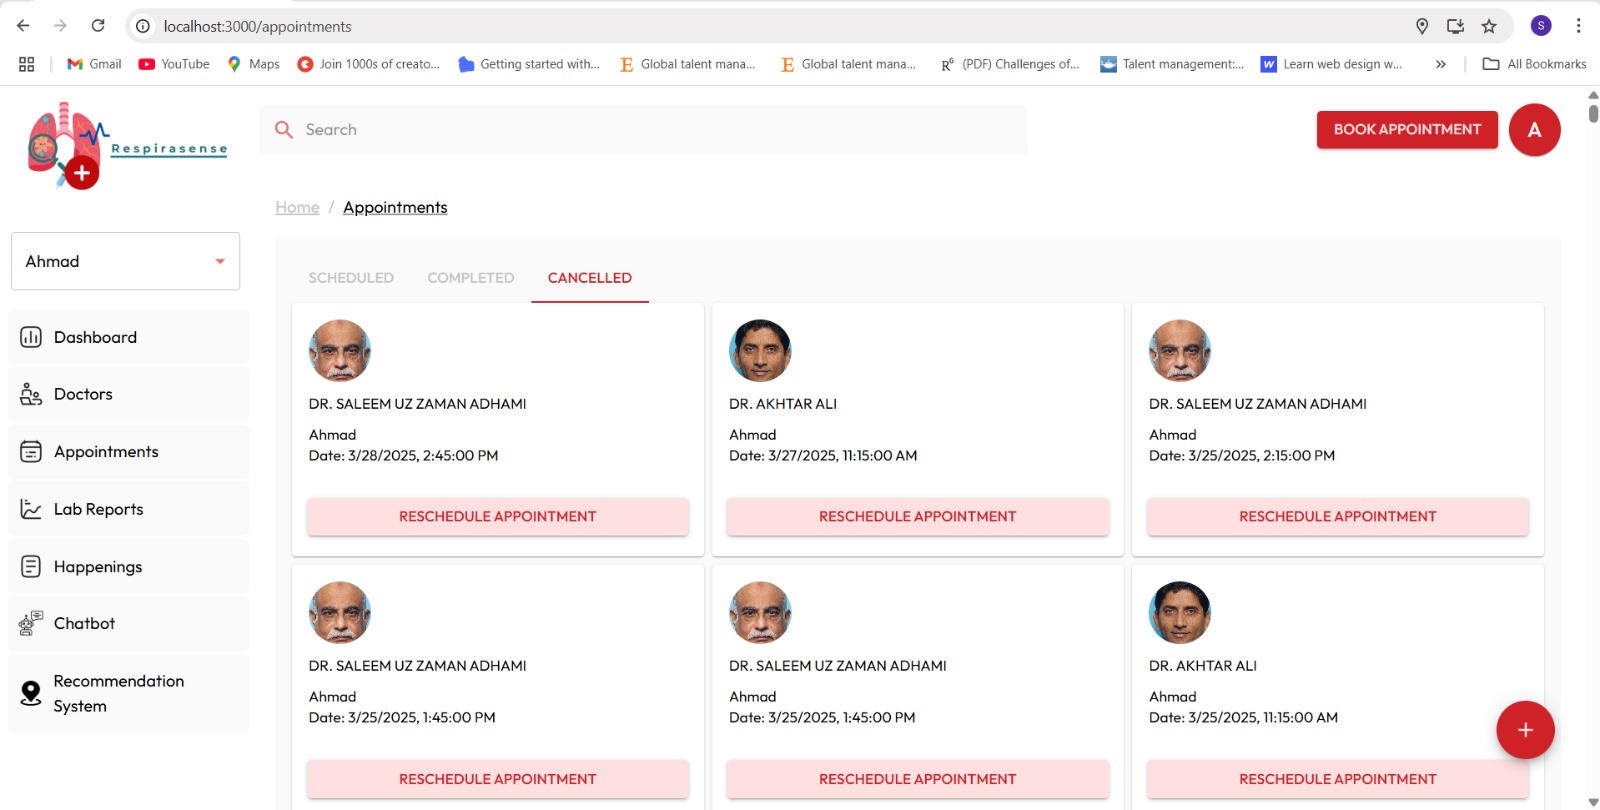 localhost:3000/appointments
S
Gmail
YouTube
Maps
Join 1000s of creato...
Getting started with...
Global talent mana...
Global talent mana...
R⁶ (PDF) Challenges of...
Talent management:...
W Learn web design w...
All Bookmarks
Respirasense
Search
BOOK APPOINTMENT
A
Home / Appointments
Ahmad
Dashboard
Doctors
Appointments
Lab Reports
Happenings
Chatbot
Recommendation
System
SCHEDULED COMPLETED CANCELLED
DR. SALEEM UZ ZAMAN ADHAMI
Ahmad
Date: 3/28/2025, 2:45:00 PM
RESCHEDULE APPOINTMENT
DR. AKHTAR ALI
Ahmad
Date: 3/27/2025, 11:15:00 AM
RESCHEDULE APPOINTMENT
DR. SALEEM UZ ZAMAN ADHAMI
Ahmad
Date: 3/25/2025, 2:15:00 PM
RESCHEDULE APPOINTMENT
DR. SALEEM UZ ZAMAN ADHAMI
Ahmad
Date: 3/25/2025, 1:45:00 PM
RESCHEDULE APPOINTMENT
DR. SALEEM UZ ZAMAN ADHAMI
Ahmad
Date: 3/25/2025, 1:45:00 PM
RESCHEDULE APPOINTMENT
DR. AKHTAR ALI
Ahmad
Date: 3/25/2025, 11:15:00 AM
RESCHEDULE APPOINTMENT